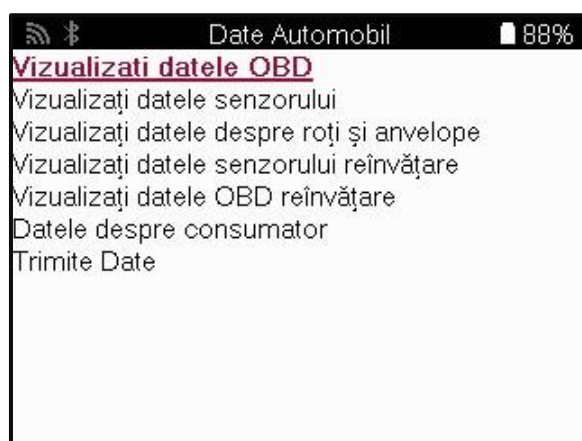 Date Automobil 88%
Vizualizati datele OBD
Vizualizați datele senzorului
Vizualizați datele despre roți și anvelope
Vizualizați datele senzorului reînvățare
Vizualizați datele OBD reînvățare
Datele despre consumator
Trimite Date